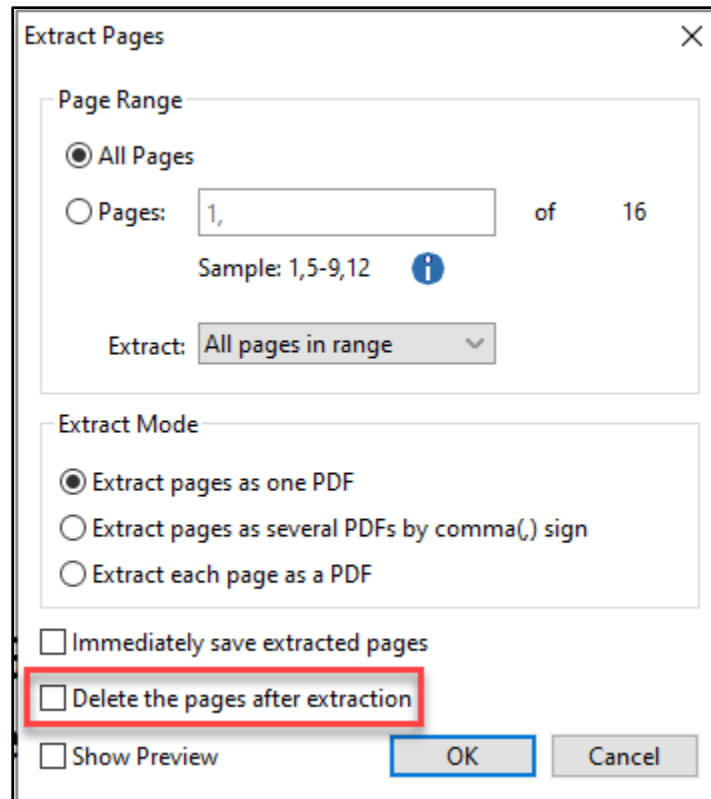 Extract Pages
Page Range
All Pages
Pages: 1, of 16
Sample: 1,5-9,12
Extract: All pages in range
Extract Mode
Extract pages as one PDF
Extract pages as several PDFs by comma(,) sign
Extract each page as a PDF
Immediately save extracted pages
Delete the pages after extraction
Show Preview OK Cancel